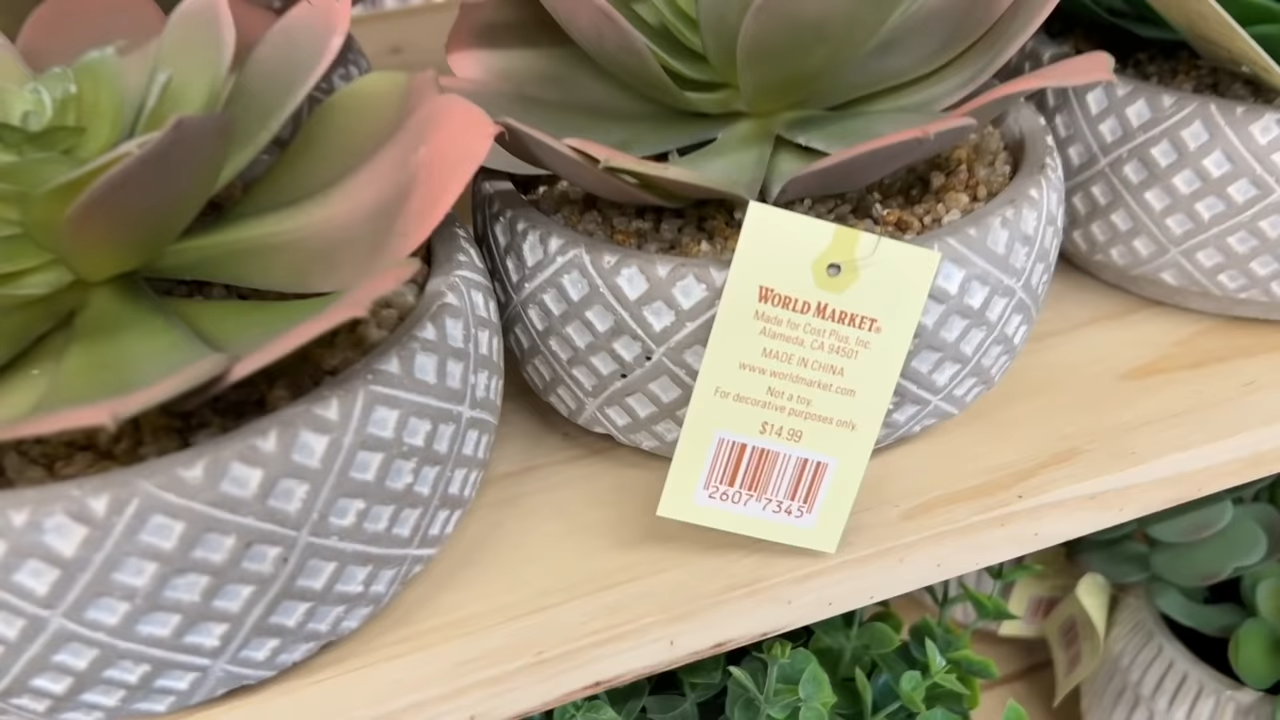 WORLD MARKET®
Made for Cost Plus, Inc.
Alameda, CA 94501
MADE IN CHINA
www.worldmarket.com
Not a toy.
For decorative purposes only.
$14.99
2607 7345